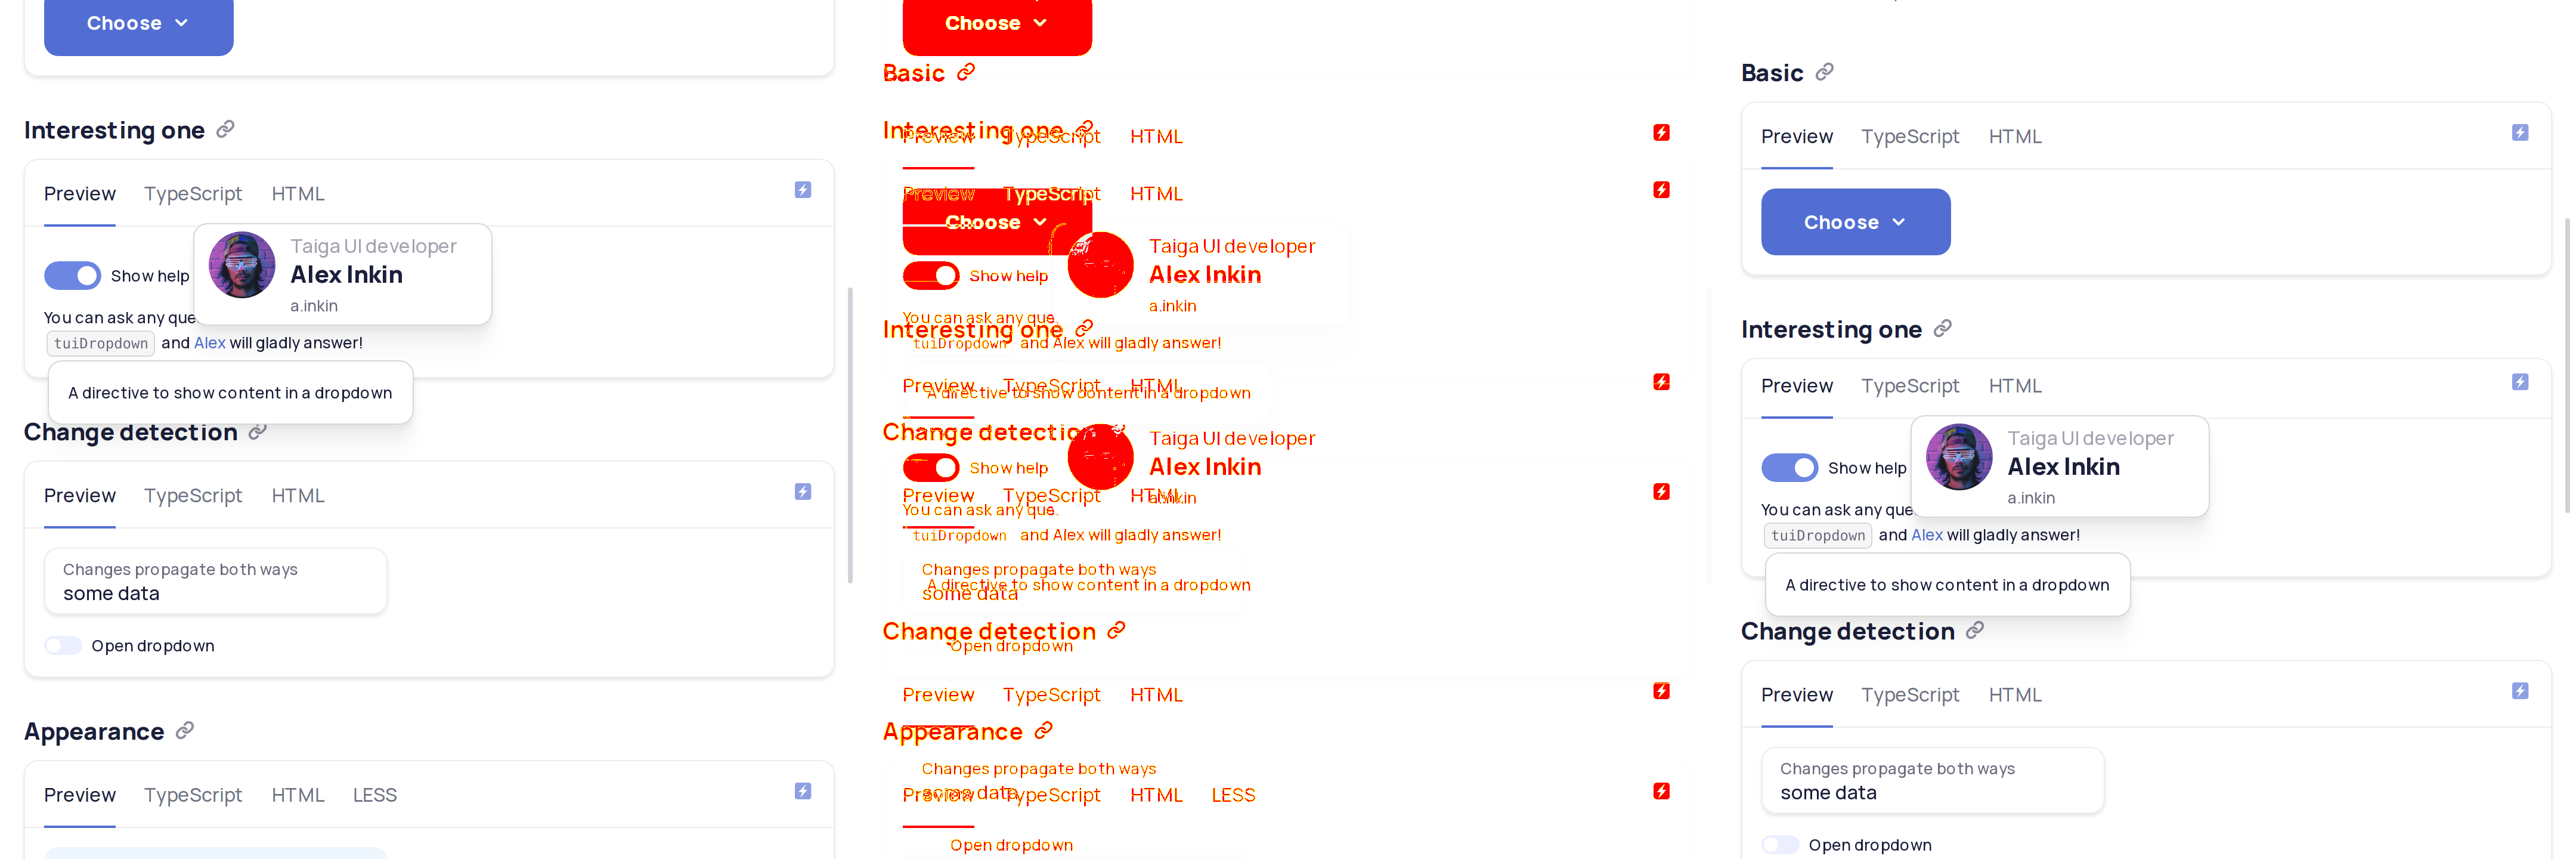 Choose
Interesting one
Preview TypeScript HTML
Taiga UI developer
Alex Inkin
a.inkin
Show help
You can ask any que
tuiDropdown and Alex will gladly answer!
A directive to show content in a dropdown
Change detection
Preview TypeScript HTML
Changes propagate both ways
some data
Open dropdown
Appearance
Preview TypeScript HTML LESS
Choose
Basic
Interesting one
Preview TypeScript HTML
Preview TypeScript HTML
Choose
Taiga UI developer
Alex Inkin
a.inkin
Show help
You can ask any que
Interesting one
tuiDropdown and Alex will gladly answer!
Preview TypeScript HTML
A directive to show content in a dropdown
Change detection
Taiga UI developer
Alex Inkin
a.inkin
Show help
Preview TypeScript HTML
You can ask any que
tuiDropdown and Alex will gladly answer!
Changes propagate both ways
A directive to show content in a dropdown
some data
Change detection
Open dropdown
Preview TypeScript HTML
Appearance
Changes propagate both ways
some data
Preview TypeScript HTML LESS
Open dropdown
Basic
Preview TypeScript HTML
Choose
Interesting one
Preview TypeScript HTML
Taiga UI developer
Alex Inkin
a.inkin
Show help
You can ask any que
tuiDropdown and Alex will gladly answer!
A directive to show content in a dropdown
Change detection
Preview TypeScript HTML
Changes propagate both ways
some data
Open dropdown